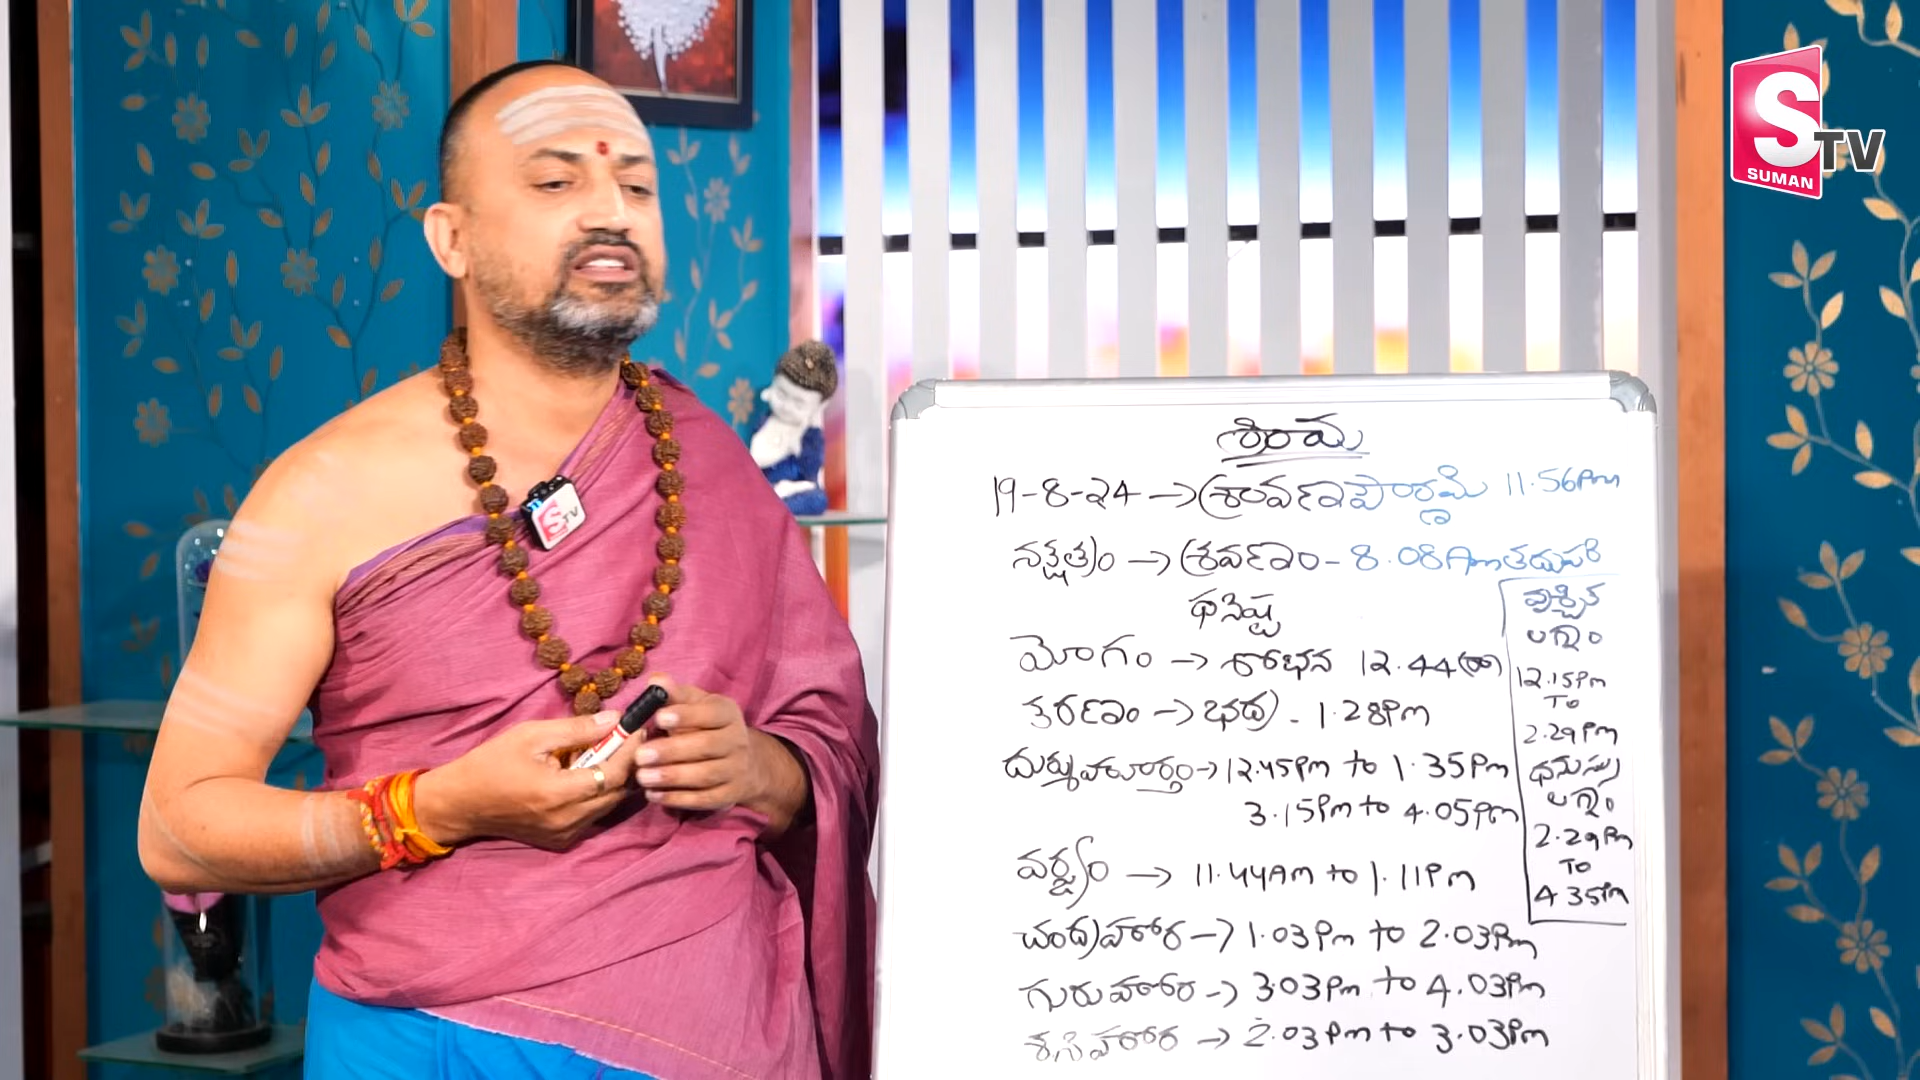 STV
SUMAN
STV
శ్రీరామ
19-8-24 → శ్రావణ పౌర్ణమి 11.56Pm
నక్షత్రం → శ్రవణం - 8.08Am తదుపరి
ధనిష్ఠ
యోగం → శోభన 12.44(రా)
కరణం → భద్ర - 1.28Pm
దుర్ముహూర్తం → 12.45Pm to 1.35Pm
3.15Pm to 4.05Pm
వర్జ్యం → 11.44Am to 1.11Pm
చంద్రహోర → 1.03Pm to 2.03Pm
గురుహోర → 3.03Pm to 4.03Pm
శనిహోర → 2.03Pm to 3.03Pm
వృశ్చిక
లగ్నం
12.15Pm
To
2.29Pm
ధనుస్సు
లగ్నం
2.29Pm
To
4.35Pm